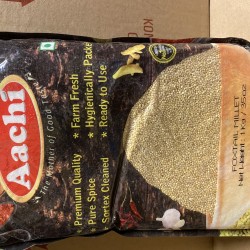 Aachi
The Mother of Good Taste
* Premium Quality
* Pure Spice
* Sortex Cleaned
* Farm Fresh
* Hygienically Packed
* Ready to Use
FOXTAIL MILLET
Net Weight: 1 Kg / 35 oz